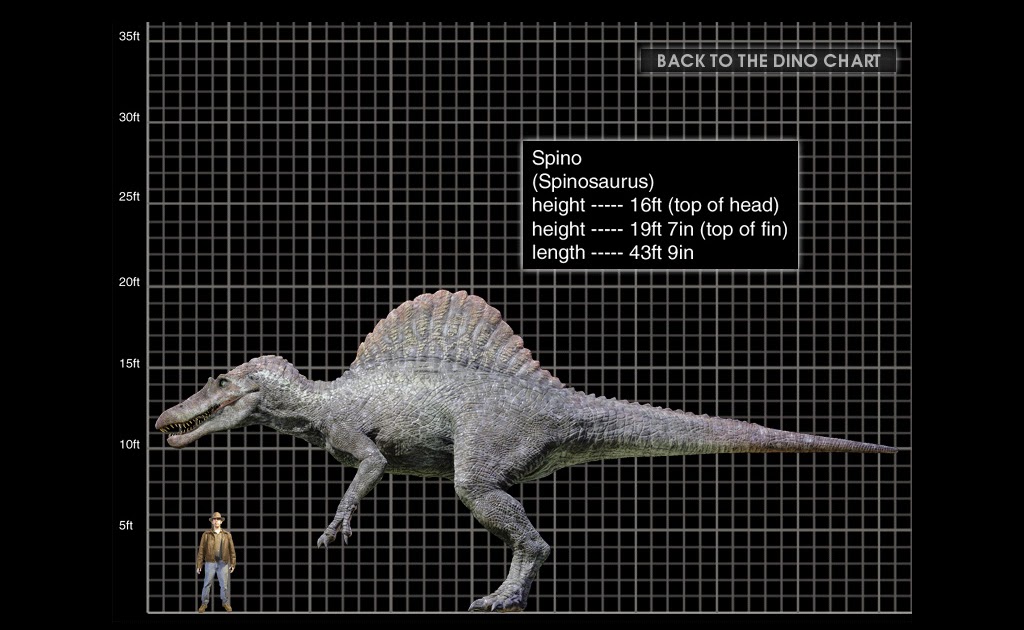 35ft
BACK TO THE DINO CHART
30ft
Spino
(Spinosaurus)
height ----- 16ft (top of head)
height ----- 19ft 7in (top of fin)
length ----- 43ft 9in
25ft
20ft
15ft
10ft
5ft